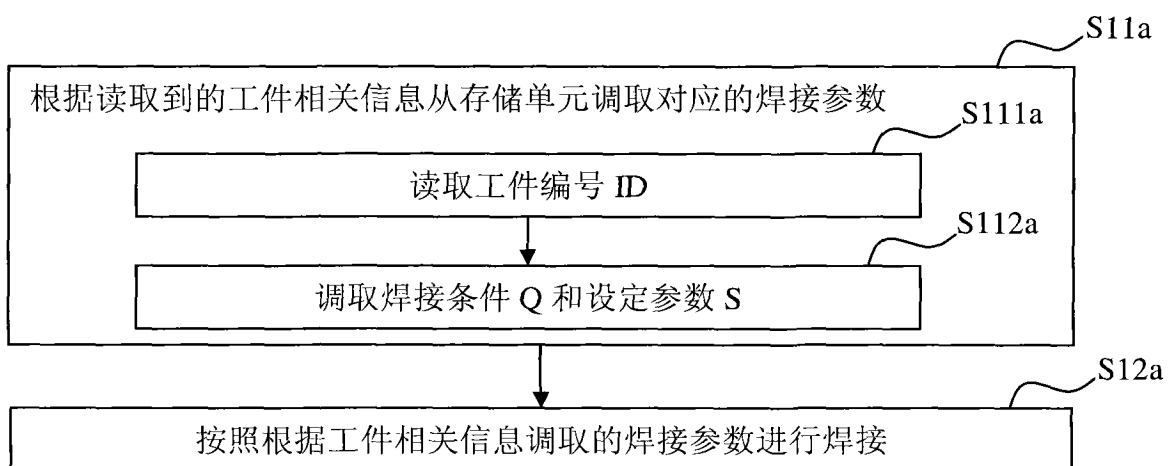 S11a
根据读取到的工件相关信息从存储单元调取对应的焊接参数
S111a
读取工件编号 ID
S112a
调取焊接条件 Q 和设定参数 S
S12a
按照根据工件相关信息调取的焊接参数进行焊接